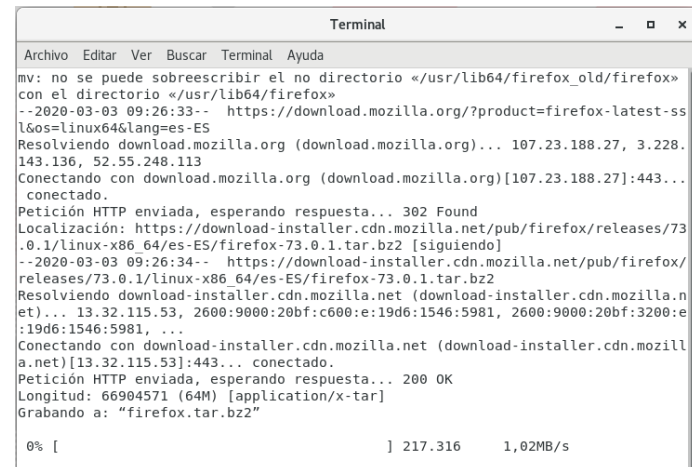 Terminal
Archivo Editar Ver Buscar Terminal Ayuda
mv: no se puede sobreescribir el no directorio «/usr/lib64/firefox_old/firefox»
con el directorio «/usr/lib64/firefox»
--2020-03-03 09:26:33-- https://download.mozilla.org/?product=firefox-latest-ss
l&os=linux64&lang=es-ES
Resolviendo download.mozilla.org (download.mozilla.org)... 107.23.188.27, 3.228.
143.136, 52.55.248.113
Conectando con download.mozilla.org (download.mozilla.org)[107.23.188.27]:443...
conectado.
Petición HTTP enviada, esperando respuesta... 302 Found
Localización: https://download-installer.cdn.mozilla.net/pub/firefox/releases/73
.0.1/linux-x86_64/es-ES/firefox-73.0.1.tar.bz2 [siguiendo]
--2020-03-03 09:26:34-- https://download-installer.cdn.mozilla.net/pub/firefox/
releases/73.0.1/linux-x86_64/es-ES/firefox-73.0.1.tar.bz2
Resolviendo download-installer.cdn.mozilla.net (download-installer.cdn.mozilla.n
et)... 13.32.115.53, 2600:9000:20bf:c600:e:19d6:1546:5981, 2600:9000:20bf:3200:e
:19d6:1546:5981, ...
Conectando con download-installer.cdn.mozilla.net (download-installer.cdn.mozill
a.net)[13.32.115.53]:443... conectado.
Petición HTTP enviada, esperando respuesta... 200 OK
Longitud: 66904571 (64M) [application/x-tar]
Grabando a: “firefox.tar.bz2”
0% [ ] 217.316 1,02MB/s